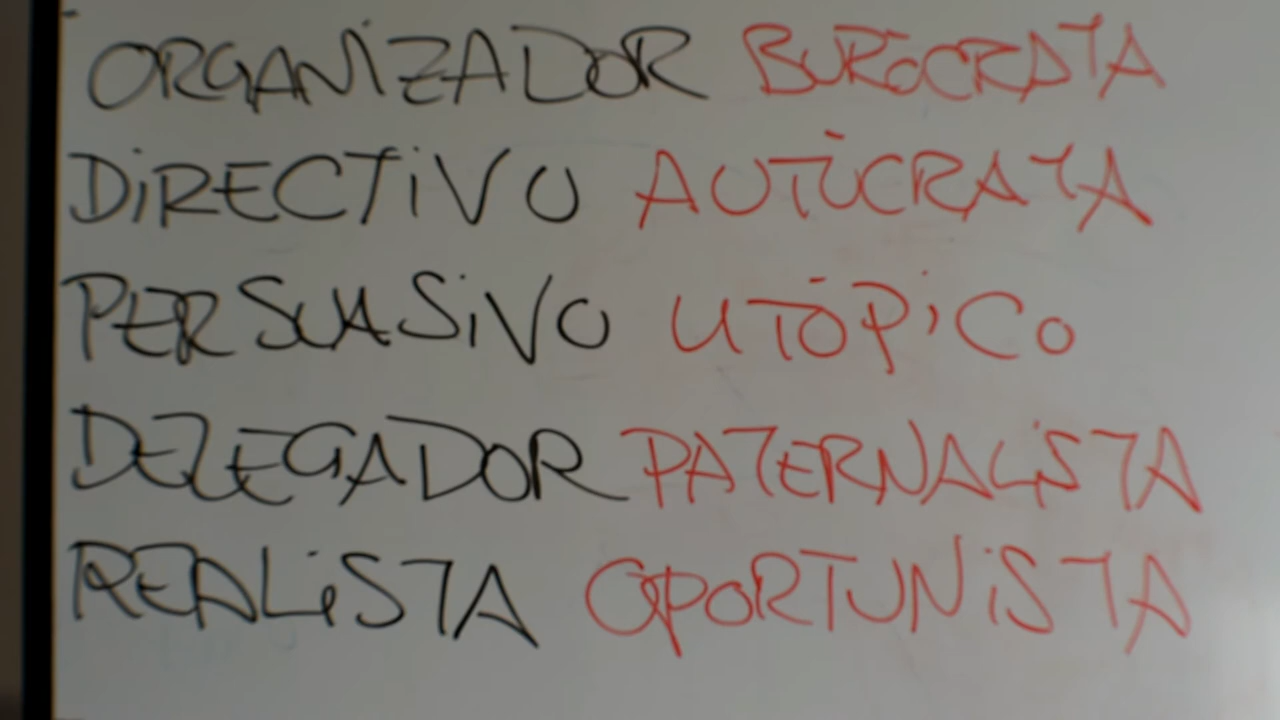 ORGANIZADOR BUROCRATA
DIRECTIVO AUTÓCRATA
PERSUASIVO UTÓPICO
DELEGADOR PATERNALISTA
REALISTA OPORTUNISTA